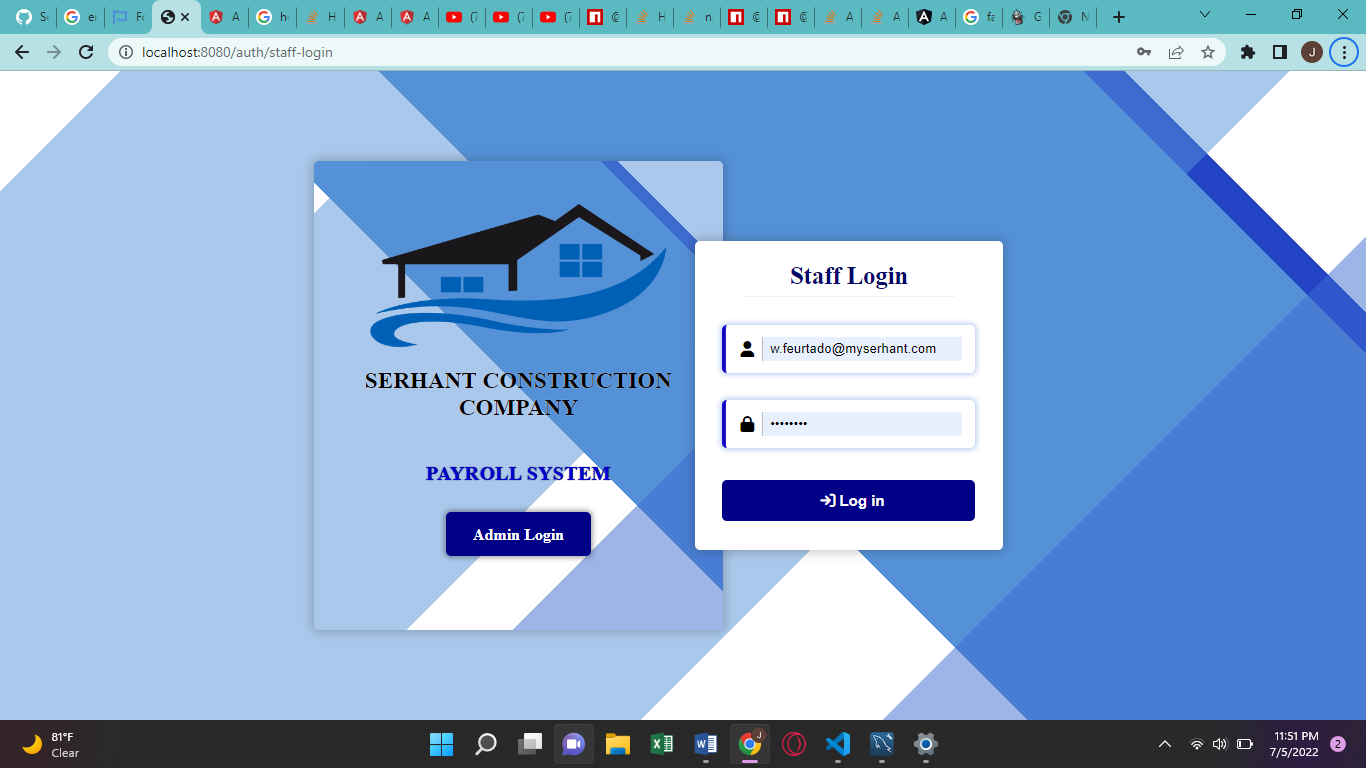 localhost:8080/auth/staff-login
J
SERHANT CONSTRUCTION
COMPANY
PAYROLL SYSTEM
Admin Login
Staff Login
w.feurtado@myserhant.com
••••••••
Log in
81°F
Clear
J
11:51 PM
7/5/2022
2